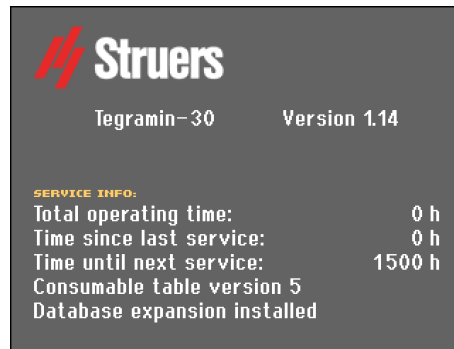 Struers
Tegramin-30 Version 1.14
SERVICE INFO:
Total operating time: 0 h
Time since last service: 0 h
Time until next service: 1500 h
Consumable table version 5
Database expansion installed